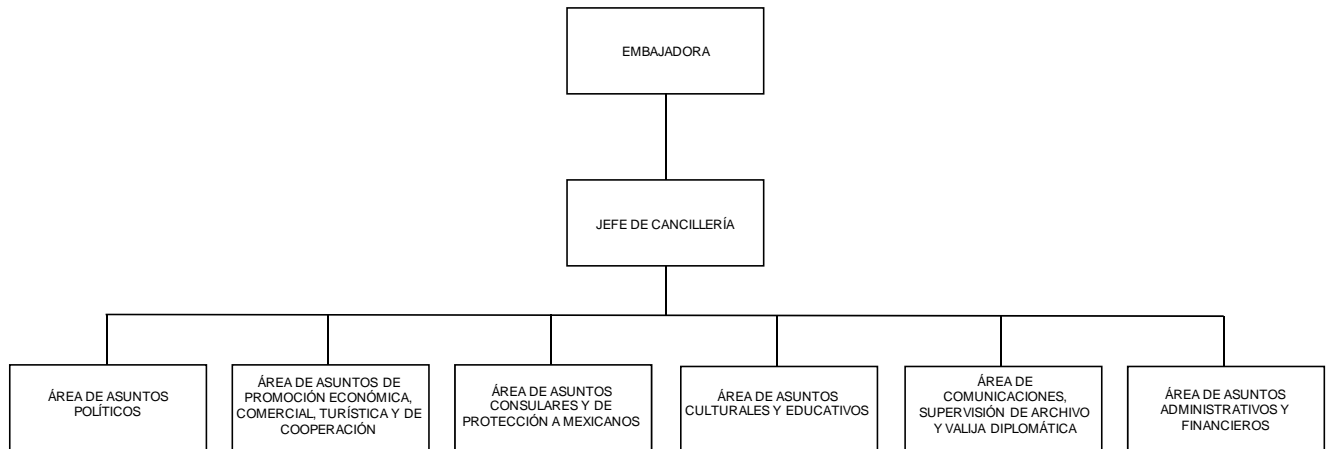 EMBAJADORA
JEFE DE CANCILLERÍA
ÁREA DE ASUNTOS
POLÍTICOS
ÁREA DE ASUNTOS DE
PROMOCIÓN ECONÓMICA,
COMERCIAL, TURÍSTICA Y DE
COOPERACIÓN
ÁREA DE ASUNTOS
CONSULARES Y DE
PROTECCIÓN A MEXICANOS
ÁREA DE ASUNTOS
CULTURALES Y EDUCATIVOS
ÁREA DE
COMUNICACIONES,
SUPERVISIÓN DE ARCHIVO
Y VALIJA DIPLOMÁTICA
ÁREA DE ASUNTOS
ADMINISTRATIVOS Y
FINANCIEROS